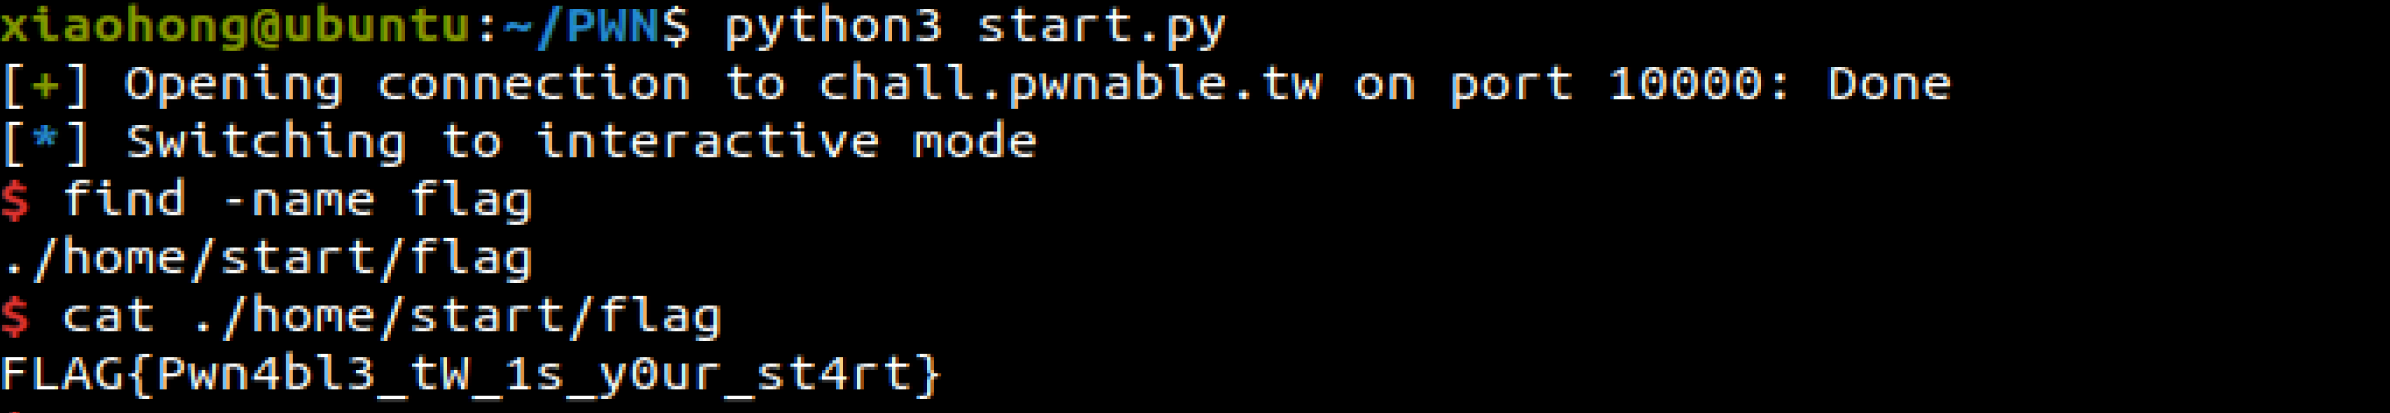 xiaohong@ubuntu:~/PWN$ python3 start.py
[+] Opening connection to chall.pwnable.tw on port 10000: Done
[*] Switching to interactive mode
$ find -name flag
./home/start/flag
$ cat ./home/start/flag
FLAG{Pwn4bl3_tW_1s_y0ur_st4rt}